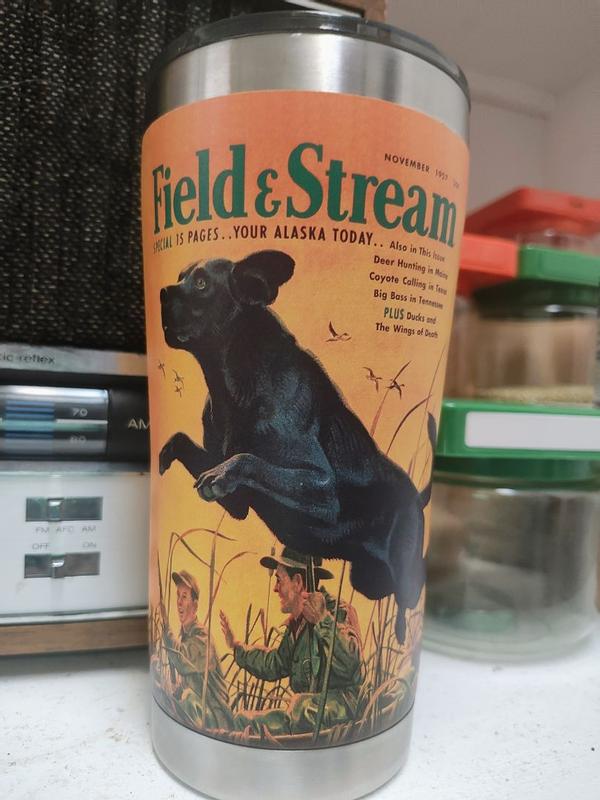 NOVEMBER 1957
Field & Stream
SPECIAL 15 PAGES..YOUR ALASKA TODAY..
Also in This Issue
Deer Hunting in Maine
Coyote Calling in Texas
Big Bass in Tennessee
PLUS Ducks and
The Wings of Death
ic-reflex
70
80
AM
FM AFC AM
OFF ON